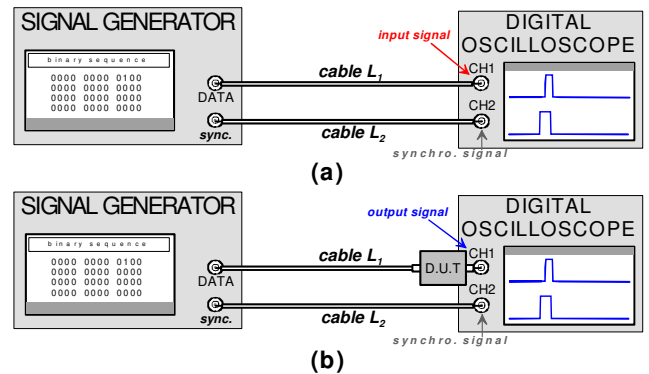 SIGNAL GENERATOR
binary sequence
0000 0000 0100
0000 0000 0000
0000 0000 0000
0000 0000 0000
DATA
sync.
cable L1
cable L2
input signal
DIGITAL
OSCILLOSCOPE
CH1
CH2
synchro. signal
(a)
SIGNAL GENERATOR
binary sequence
0000 0000 0100
0000 0000 0000
0000 0000 0000
0000 0000 0000
DATA
sync.
cable L1
cable L2
output signal
D.U.T
DIGITAL
OSCILLOSCOPE
CH1
CH2
synchro. signal
(b)